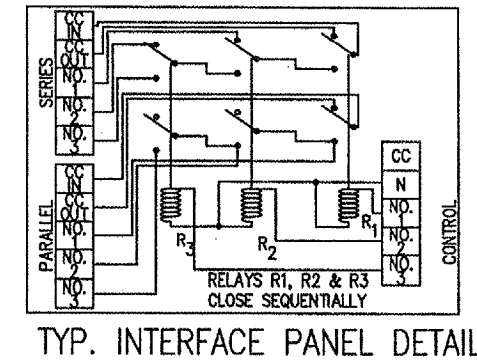 SERIES
CC
IN
CC
OUT
NO.
1
NO.
2
NO.
3
PARALLEL
CC
IN
CC
OUT
NO.
1
NO.
2
NO.
3
R3
R2
R1
CC
N
NO.
1
NO.
2
NO.
3
CONTROL
RELAYS R1, R2 & R3
CLOSE SEQUENTIALLY
TYP. INTERFACE PANEL DETAIL